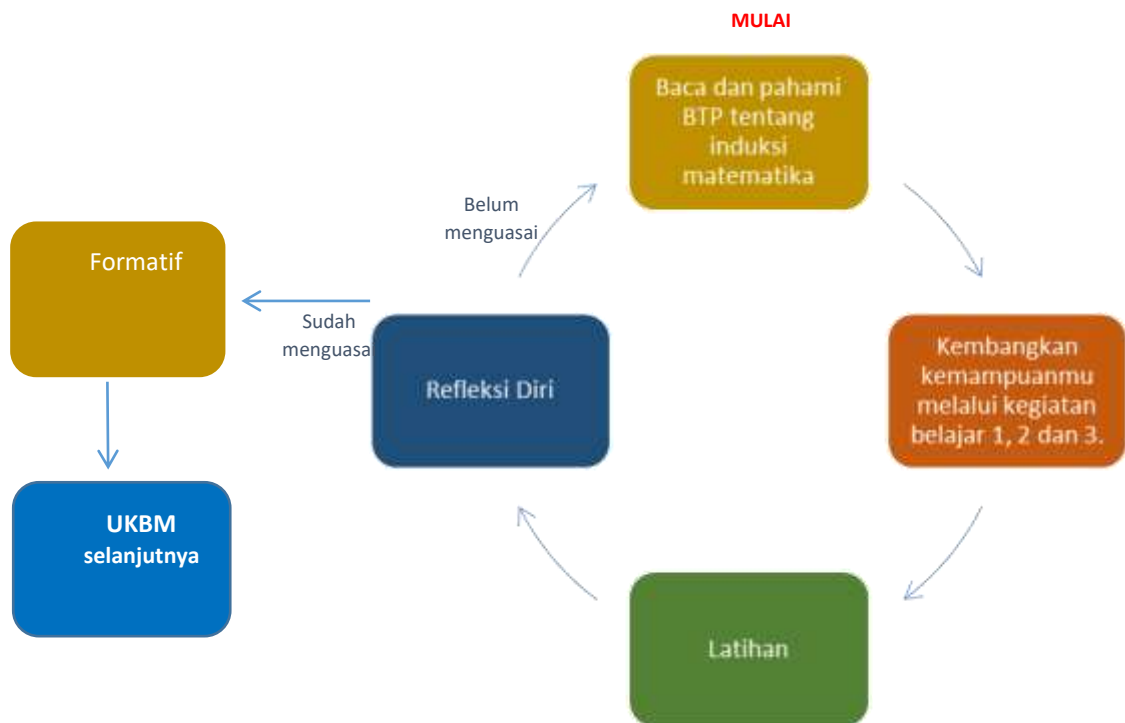 MULAI
Baca dan pahami
BTP tentang
induksi
matematika
Belum
menguasai
Formatif
Sudah
menguasa
Refleksi Diri
Kembangkan
kemampuanmu
melalui kegiatan
belajar 1, 2 dan 3.
UKBM
selanjutnya
Latihan